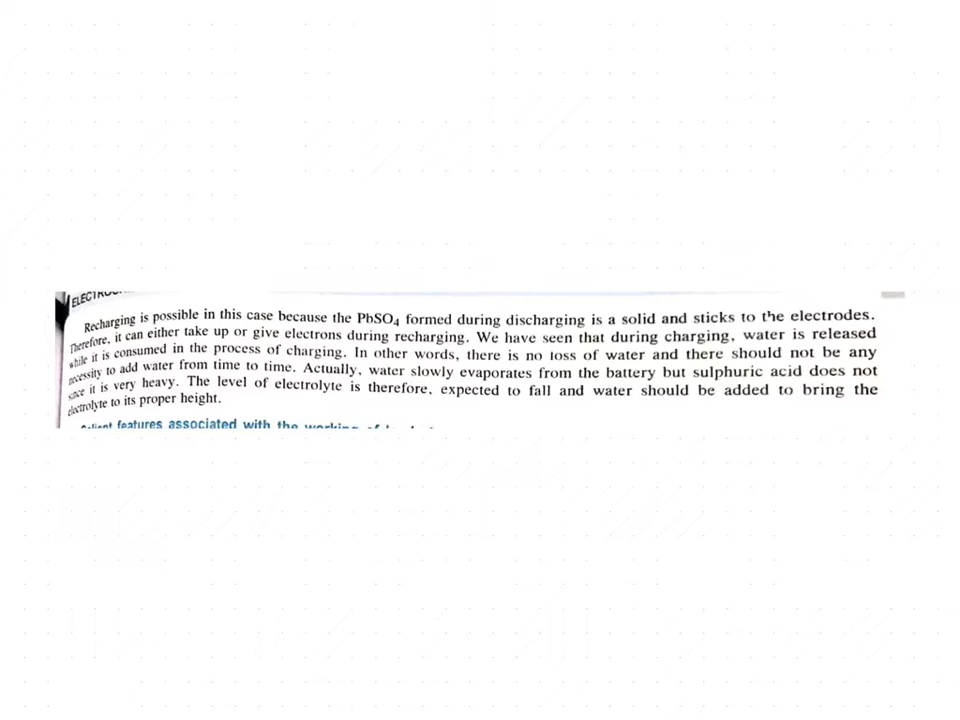 Recharging is possible in this case because the PbSO₄ formed during discharging is a solid and sticks to the electrodes.
Therefore, it can either take up or give electrons during recharging. We have seen that during charging, water is released
while it is consumed in the process of charging. In other words, there is no loss of water and there should not be any
necessity to add water from time to time. Actually, water slowly evaporates from the battery but sulphuric acid does not
since it is very heavy. The level of electrolyte is therefore, expected to fall and water should be added to bring the
electrolyte to its proper height.
features associated with the